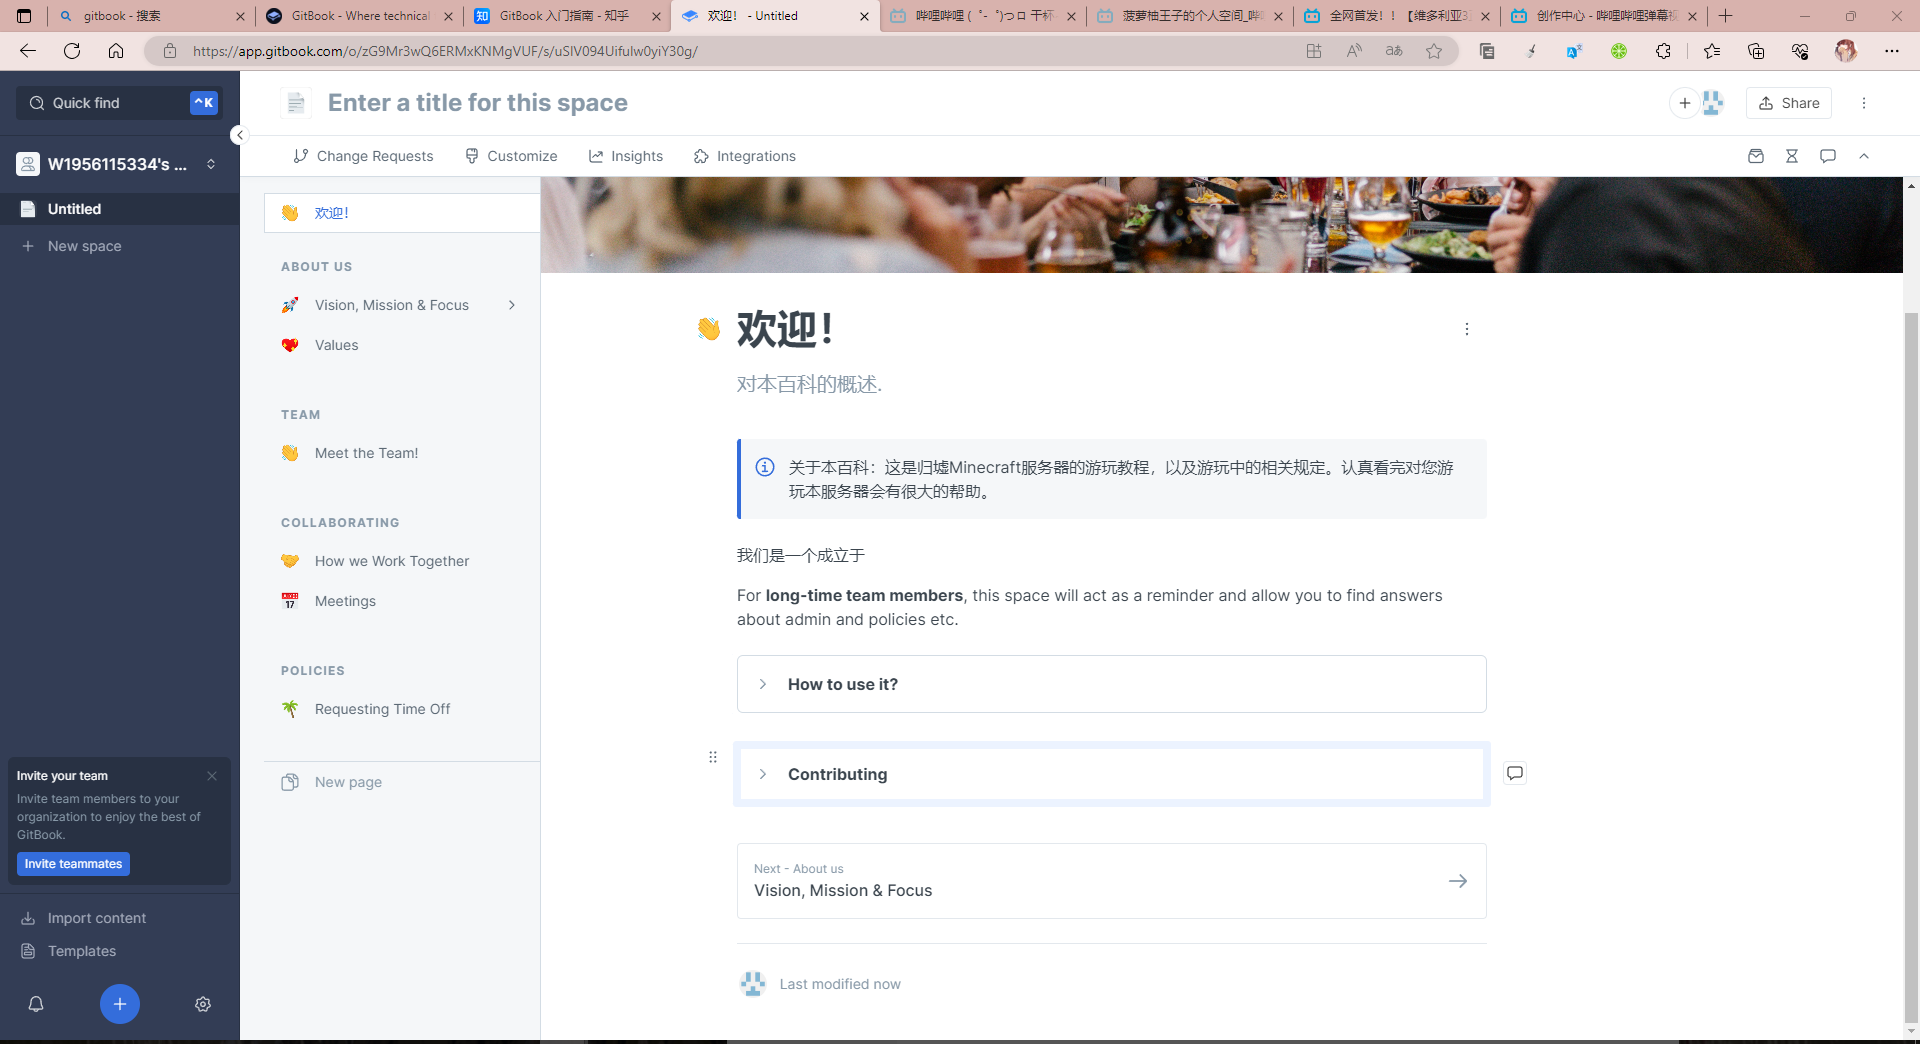 gitbook - 搜索
GitBook - Where technical
GitBook 入门指南 - 知乎
欢迎！ - Untitled
哔哩哔哩 (゜-゜)つロ 干杯
菠萝柚王子的个人空间_哔
全网首发！！【维多利亚3
创作中心 - 哔哩哔哩弹幕视
https://app.gitbook.com/o/zG9Mr3wQ6ERMxKNMgVUF/s/uSIV094Uifulw0yiY30g/
Quick find
^K
Enter a title for this space
Share
W1956115334's ...
Change Requests
Customize
Insights
Integrations
Untitled
New space
欢迎！
ABOUT US
Vision, Mission & Focus
Values
TEAM
Meet the Team!
COLLABORATING
How we Work Together
Meetings
POLICIES
Requesting Time Off
New page
欢迎！
对本百科的概述.
关于本百科：这是归墟Minecraft服务器的游玩教程，以及游玩中的相关规定。认真看完对您游
玩本服务器会有很大的帮助。
我们是一个成立于
For long-time team members, this space will act as a reminder and allow you to find answers
about admin and policies etc.
How to use it?
Contributing
Next - About us
Vision, Mission & Focus
Last modified now
Invite your team
Invite team members to your
organization to enjoy the best of
GitBook.
Invite teammates
Import content
Templates